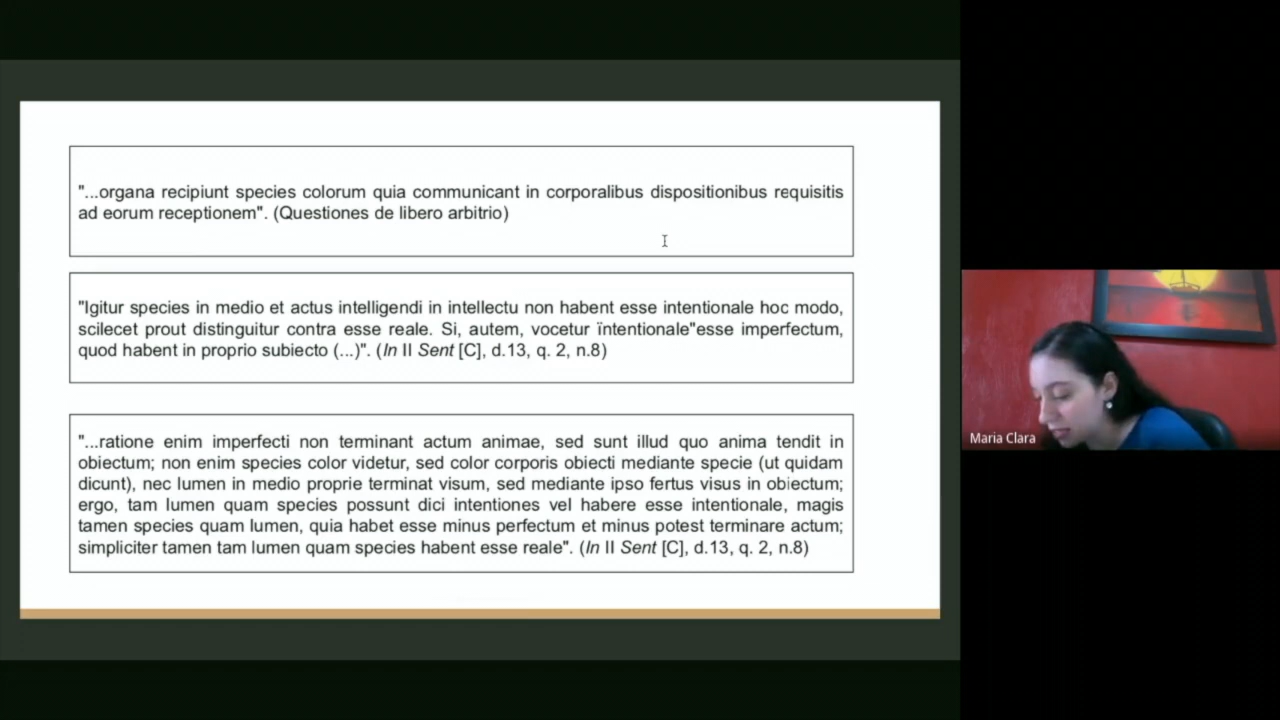 "...organa recipiunt species colorum quia communicant in corporalibus dispositionibus requisitis
ad eorum receptionem". (Questiones de libero arbitrio)
"Igitur species in medio et actus intelligendi in intellectu non habent esse intentionale hoc modo,
scilecet prout distinguitur contra esse reale. Si, autem, vocetur ïntentionale"esse imperfectum,
quod habent in proprio subiecto (...)". (In II Sent [C], d.13, q. 2, n.8)
"...ratione enim imperfecti non terminant actum animae, sed sunt illud quo anima tendit in
obiectum; non enim species color videtur, sed color corporis obiecti mediante specie (ut quidam
dicunt), nec lumen in medio proprie terminat visum, sed mediante ipso fertus visus in obiectum;
ergo, tam lumen quam species possunt dici intentiones vel habere esse intentionale, magis
tamen species quam lumen, quia habet esse minus perfectum et minus potest terminare actum;
simpliciter tamen tam lumen quam species habent esse reale". (In II Sent [C], d.13, q. 2, n.8)
Maria Clara